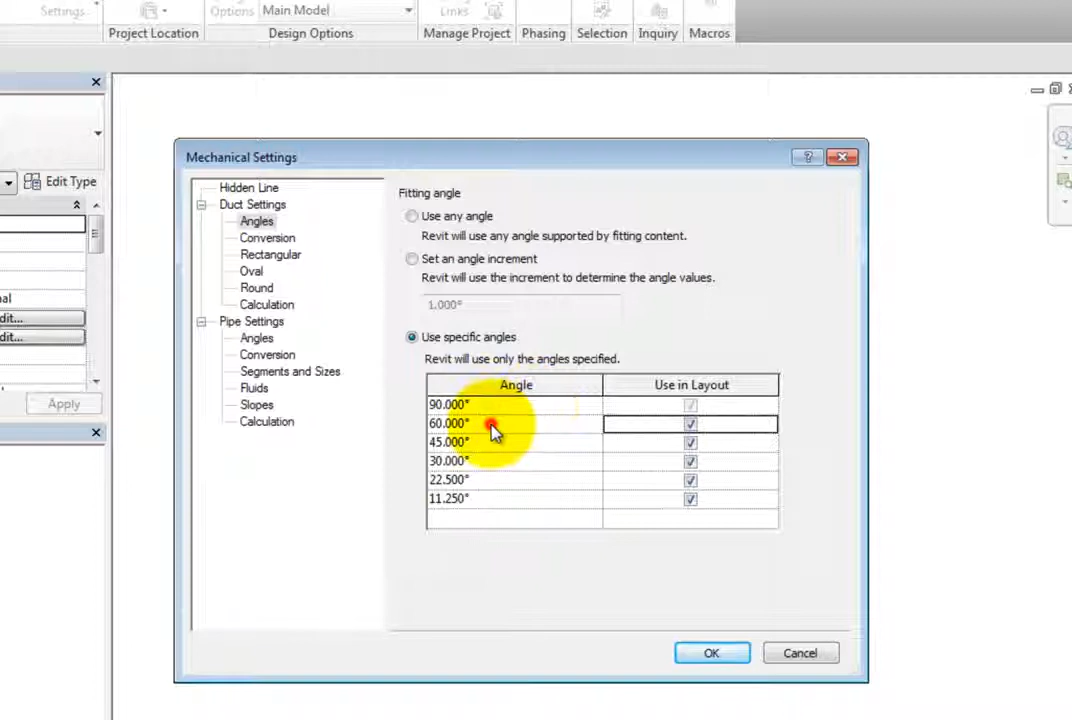 Settings
Options Main Model Links
Project Location Design Options Manage Project Phasing Selection Inquiry Macros
Edit Type
Mechanical Settings
Hidden Line
Duct Settings
Angles
Conversion
Rectangular
Oval
Round
Calculation
Pipe Settings
Angles
Conversion
Segments and Sizes
Fluids
Slopes
Calculation
Fitting angle
Use any angle
Revit will use any angle supported by fitting content.
Set an angle increment
Revit will use the increment to determine the angle values.
1.000°
Use specific angles
Revit will use only the angles specified.
Angle Use in Layout
90.000°
60.000°
45.000°
30.000°
22.500°
11.250°
nal
dit...
dit...
Apply
OK Cancel